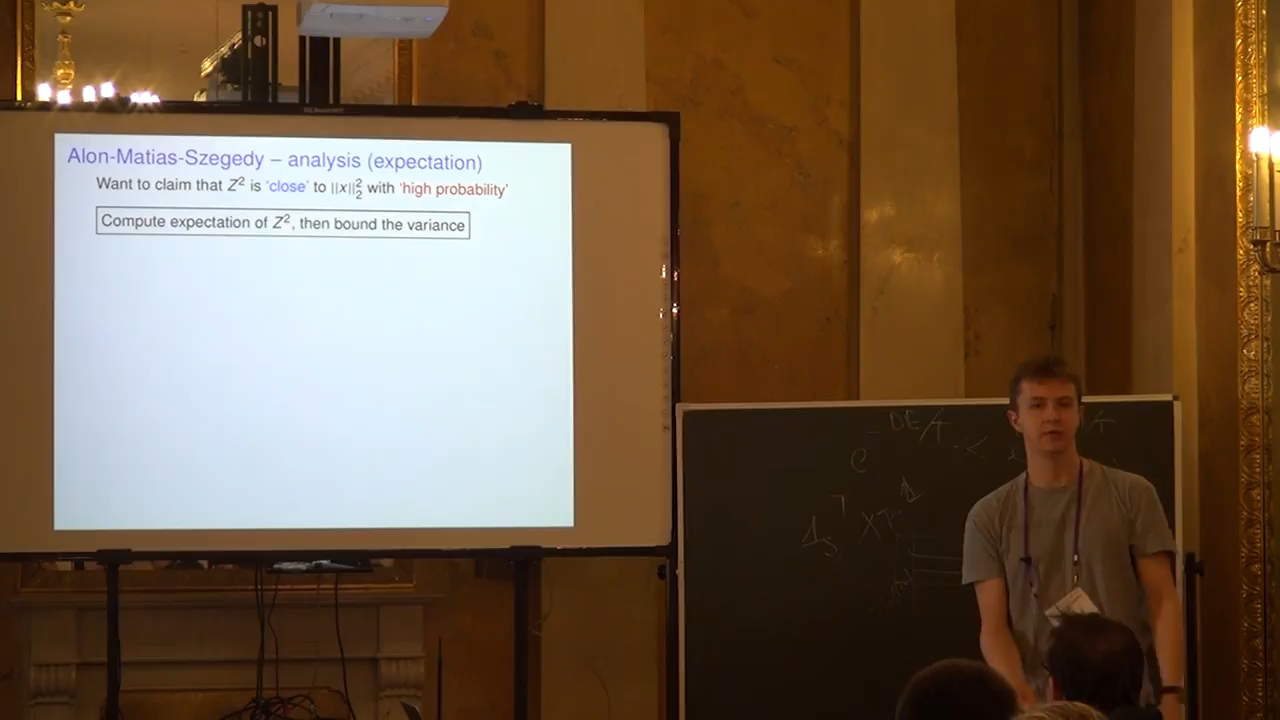 Alon-Matias-Szegedy – analysis (expectation)
Want to claim that Z² is 'close' to ||x||₂² with 'high probability'
Compute expectation of Z², then bound the variance